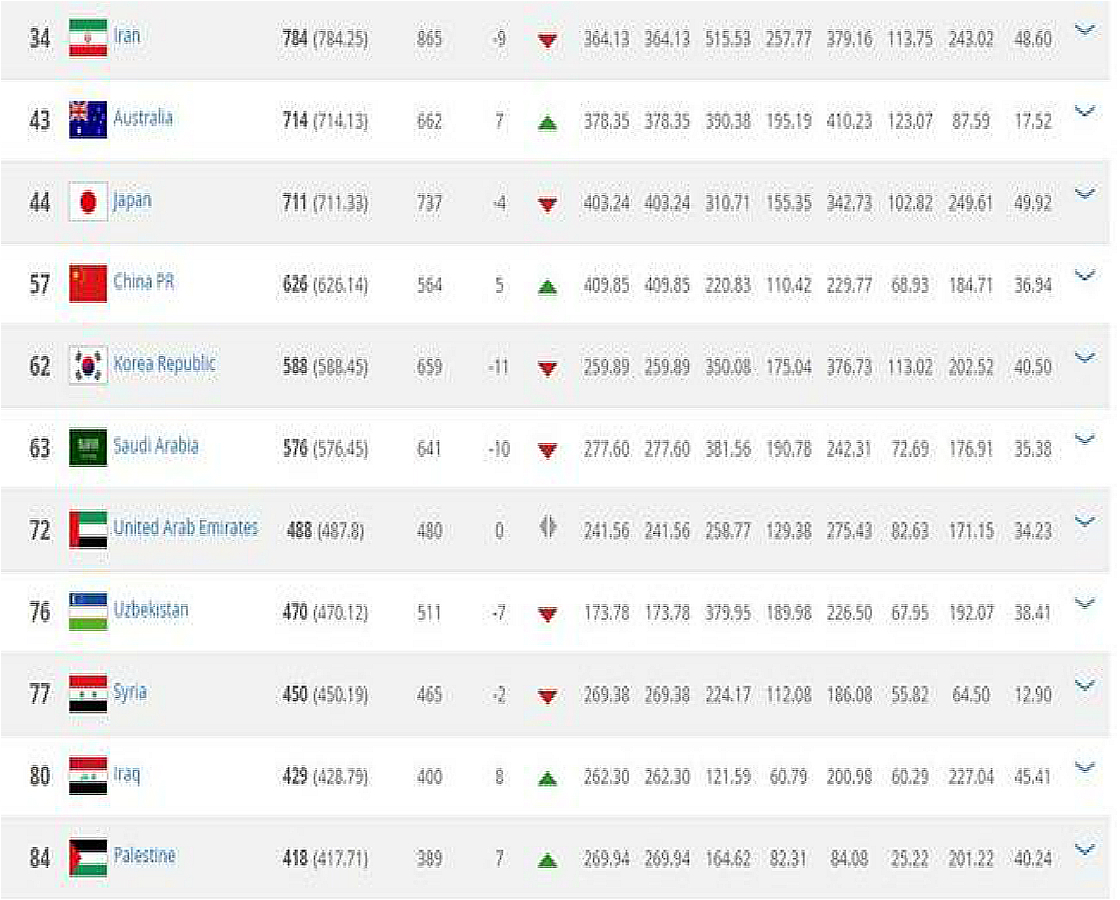 34 Iran 784 (784.25) 865 -9 364.13 364.13 515.53 257.77 379.16 113.75 243.02 48.60
43 Australia 714 (714.13) 662 7 378.35 378.35 390.38 195.19 410.23 123.07 87.59 17.52
44 Japan 711 (711.33) 737 -4 403.24 403.24 310.71 155.35 342.73 102.82 249.61 49.92
57 China PR 626 (626.14) 564 5 409.85 409.85 220.83 110.42 229.77 68.93 184.71 36.94
62 Korea Republic 588 (588.45) 659 -11 259.89 259.89 350.08 175.04 376.73 113.02 202.52 40.50
63 Saudi Arabia 576 (576.45) 641 -10 277.60 277.60 381.56 190.78 242.31 72.69 176.91 35.38
72 United Arab Emirates 488 (487.8) 480 0 241.56 241.56 258.77 129.38 275.43 82.63 171.15 34.23
76 Uzbekistan 470 (470.12) 511 -7 173.78 173.78 379.95 189.98 226.50 67.95 192.07 38.41
77 Syria 450 (450.19) 465 -2 269.38 269.38 224.17 112.08 186.08 55.82 64.50 12.90
80 Iraq 429 (428.79) 400 8 262.30 262.30 121.59 60.79 200.98 60.29 227.04 45.41
84 Palestine 418 (417.71) 389 7 269.94 269.94 164.62 82.31 84.08 25.22 201.22 40.24